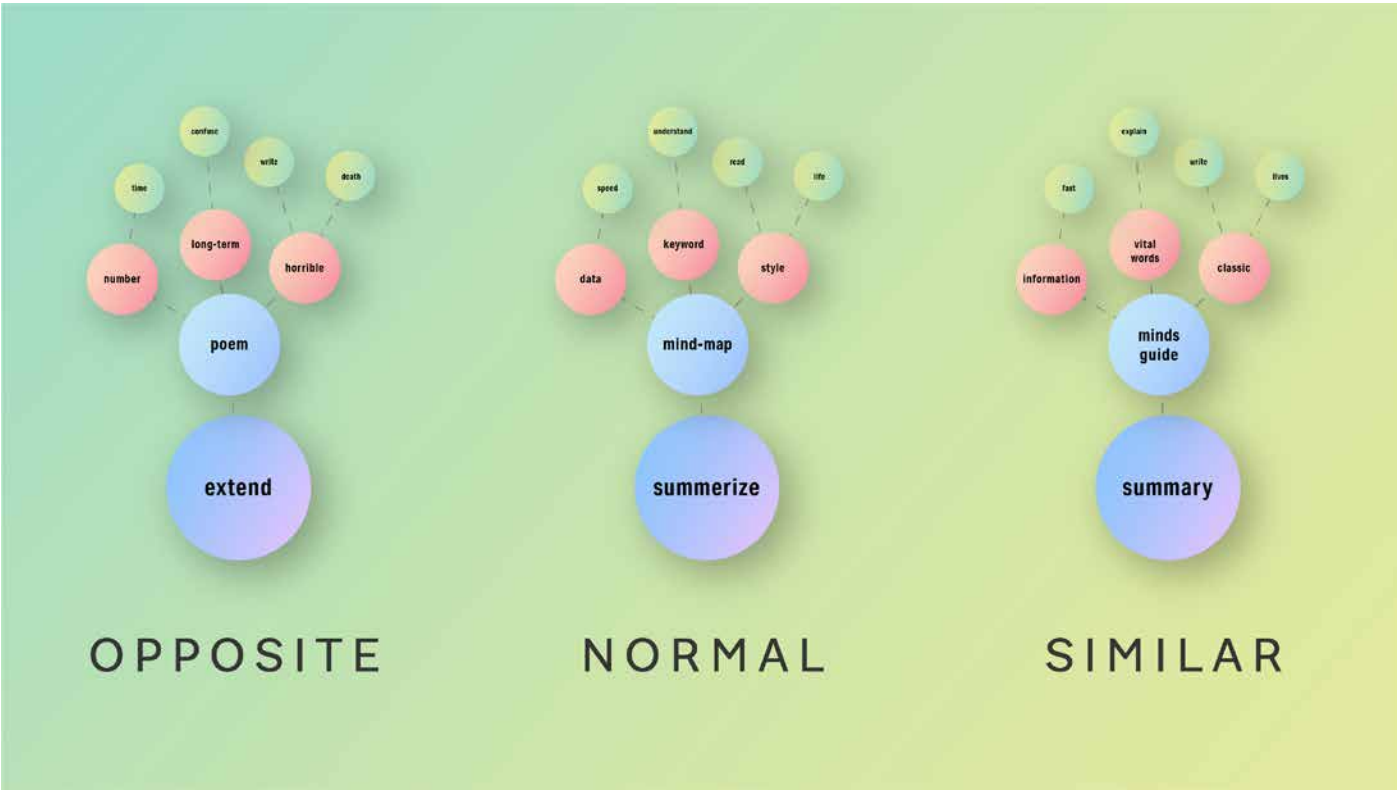 confuse
write
time
death
long-term
number
horrible
poem
extend
OPPOSITE
understand
read
speed
life
keyword
data
style
mind-map
summerize
NORMAL
explain
write
fast
lives
vital
words
information
classic
minds
guide
summary
SIMILAR